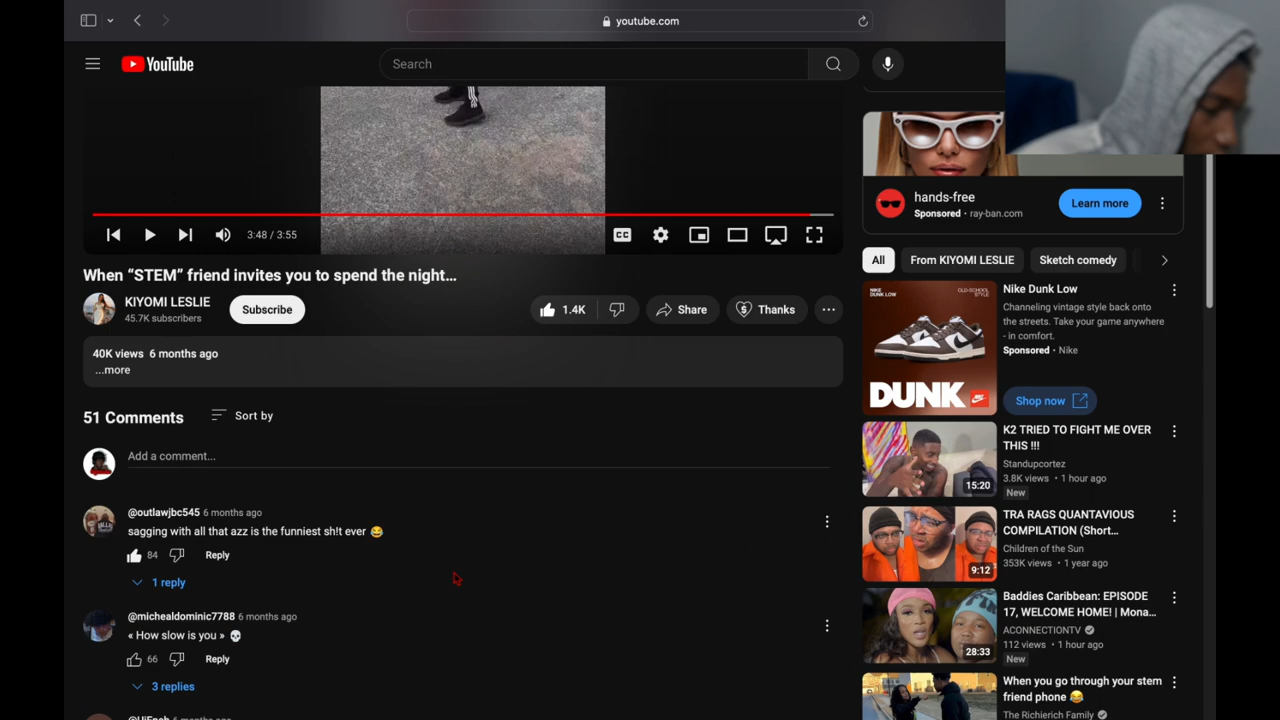 youtube.com
YouTube
Search
3:48 / 3:55
CC
When “STEM” friend invites you to spend the night...
KIYOMI LESLIE
45.7K subscribers
Subscribe
1.4K
Share
Thanks
40K views 6 months ago
...more
51 Comments
Sort by
Add a comment...
@outlawjbc545 6 months ago
sagging with all that azz is the funniest sh!t ever 😂
84
Reply
1 reply
@michealdominic7788 6 months ago
« How slow is you » 💀
66
Reply
3 replies
hands-free
Sponsored • ray-ban.com
Learn more
All
From KIYOMI LESLIE
Sketch comedy
NIKE
DUNK LOW
OLD-SCHOOL
STYLE
DUNK
Nike Dunk Low
Channeling vintage style back onto
the streets. Take your game anywhere
- in comfort.
Sponsored • Nike
Shop now
15:20
K2 TRIED TO FIGHT ME OVER
THIS !!!
Standupcortez
3.8K views • 1 hour ago
New
9:12
TRA RAGS QUANTAVIOUS
COMPILATION (Short...
Children of the Sun
353K views • 1 year ago
28:33
Baddies Caribbean: EPISODE
17, WELCOME HOME! | Mona...
ACONNECTIONTV
112 views • 1 hour ago
New
When you go through your stem
friend phone 😂
The Richierich Family